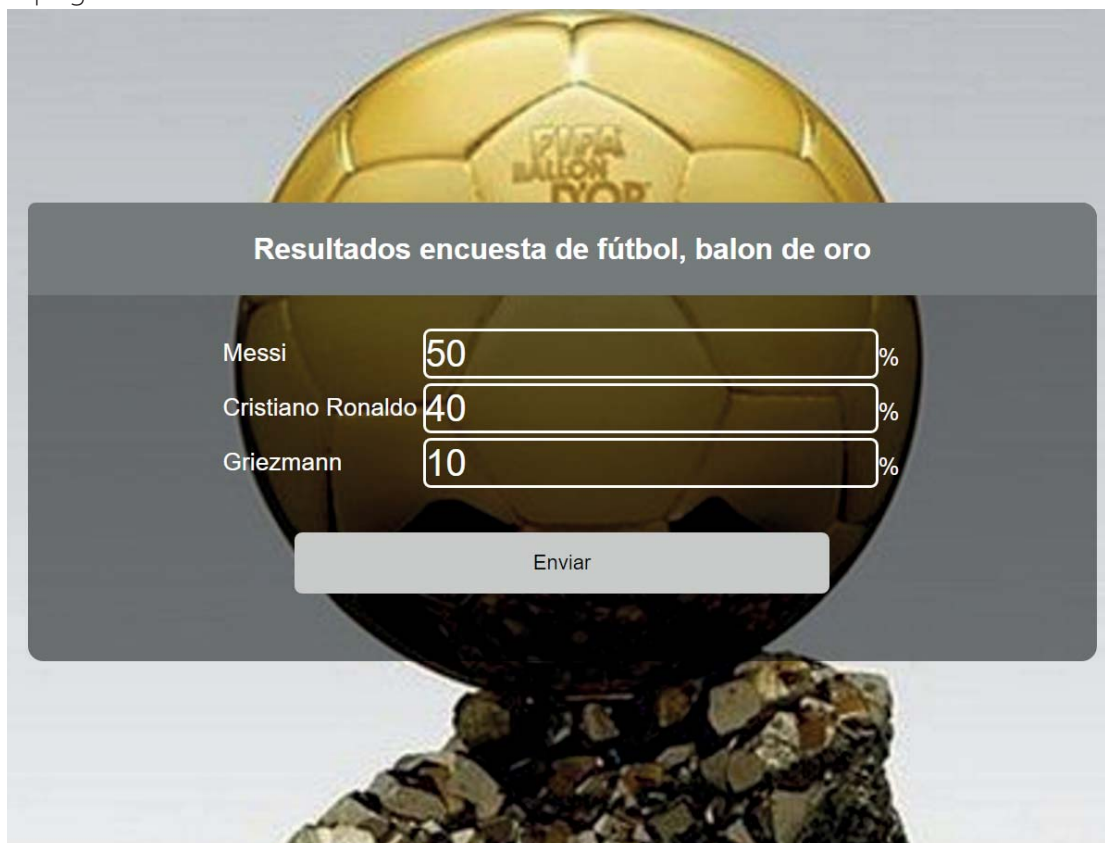 FIFA
BALLON
D'OR
Resultados encuesta de fútbol, balon de oro
Messi 50 %
Cristiano Ronaldo 40 %
Griezmann 10 %
Enviar